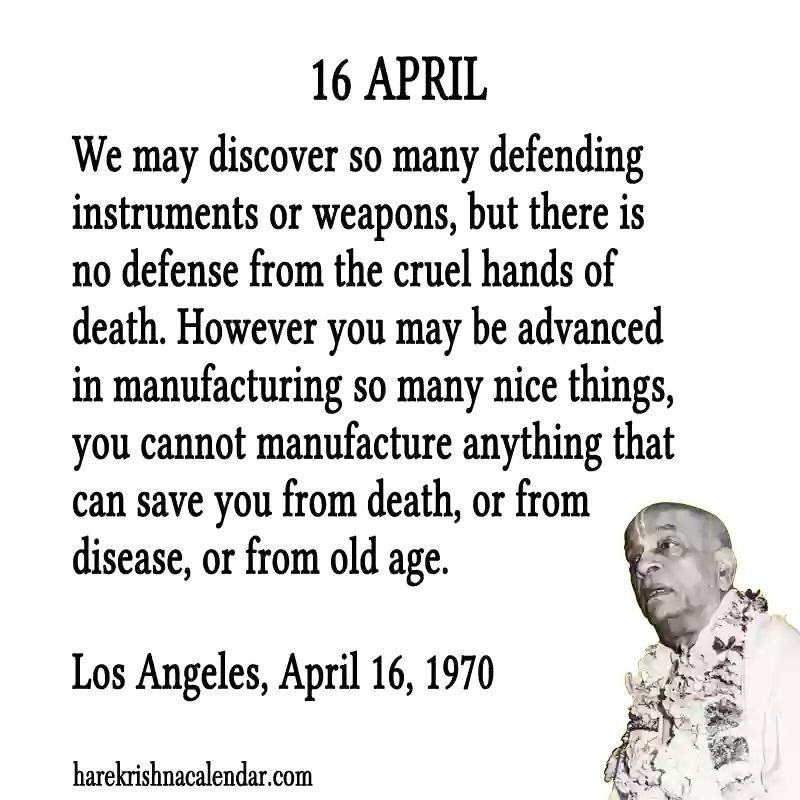 16 APRIL
We may discover so many defending
instruments or weapons, but there is
no defense from the cruel hands of
death. However you may be advanced
in manufacturing so many nice things,
you cannot manufacture anything that
can save you from death, or from
disease, or from old age.
Los Angeles, April 16, 1970
harekrishnacalendar.com